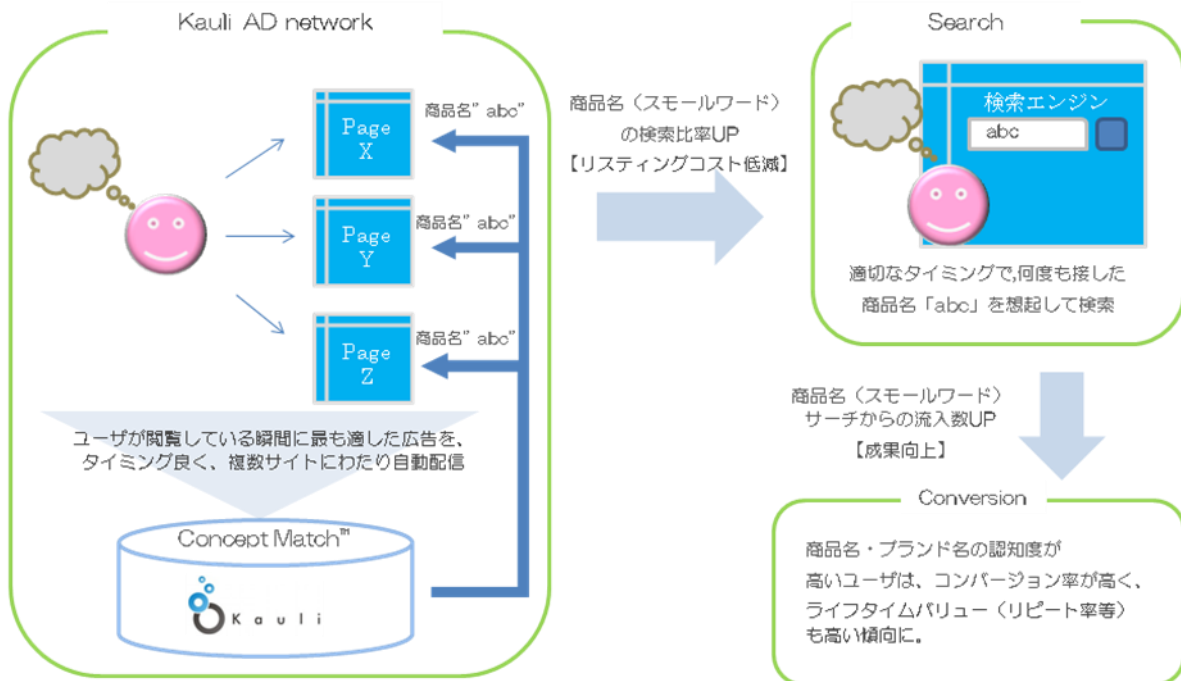 Kauli AD network
Page
X
商品名”abc”
Page
Y
商品名”abc”
Page
Z
商品名”abc”
ユーザが閲覧している瞬間に最も適した広告を、
タイミング良く、複数サイトにわたり自動配信
Concept Match™
Kauli
商品名（スモールワード）
の検索比率UP
【リスティングコスト低減】
Search
検索エンジン
abc
適切なタイミングで,何度も接した
商品名「abc」を想起して検索
商品名（スモールワード）
サーチからの流入数UP
【成果向上】
Conversion
商品名・ブランド名の認知度が
高いユーザは、コンバージョン率が高く、
ライフタイムバリュー（リピート率等）
も高い傾向に。